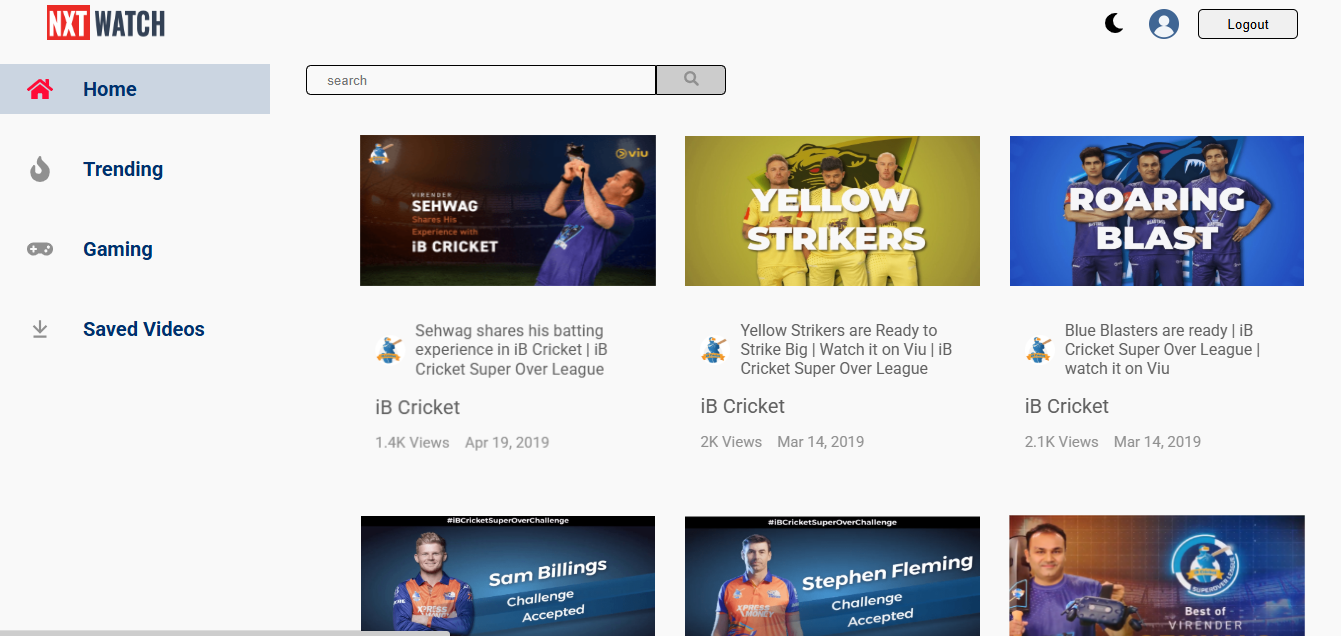 NXT WATCH
Logout
Home
search
Trending
Gaming
Saved Videos
viu
VIRENDER
SEHWAG
Shares His
Experience with
iB CRICKET
YELLOW
STRIKERS
ROARING
BLAST
Sehwag shares his batting
experience in iB Cricket | iB
Cricket Super Over League
iB Cricket
1.4K Views Apr 19, 2019
Yellow Strikers are Ready to
Strike Big | Watch it on Viu | iB
Cricket Super Over League
iB Cricket
2K Views Mar 14, 2019
Blue Blasters are ready | iB
Cricket Super Over League |
watch it on Viu
iB Cricket
2.1K Views Mar 14, 2019
#iBCricketSuperOverChallenge
Sam Billings
Challenge
Accepted
XPRESS
MONEY
#iBCricketSuperOverChallenge
Stephen Fleming
Challenge
Accepted
XPRESS
MONEY
Best of
VIRENDER